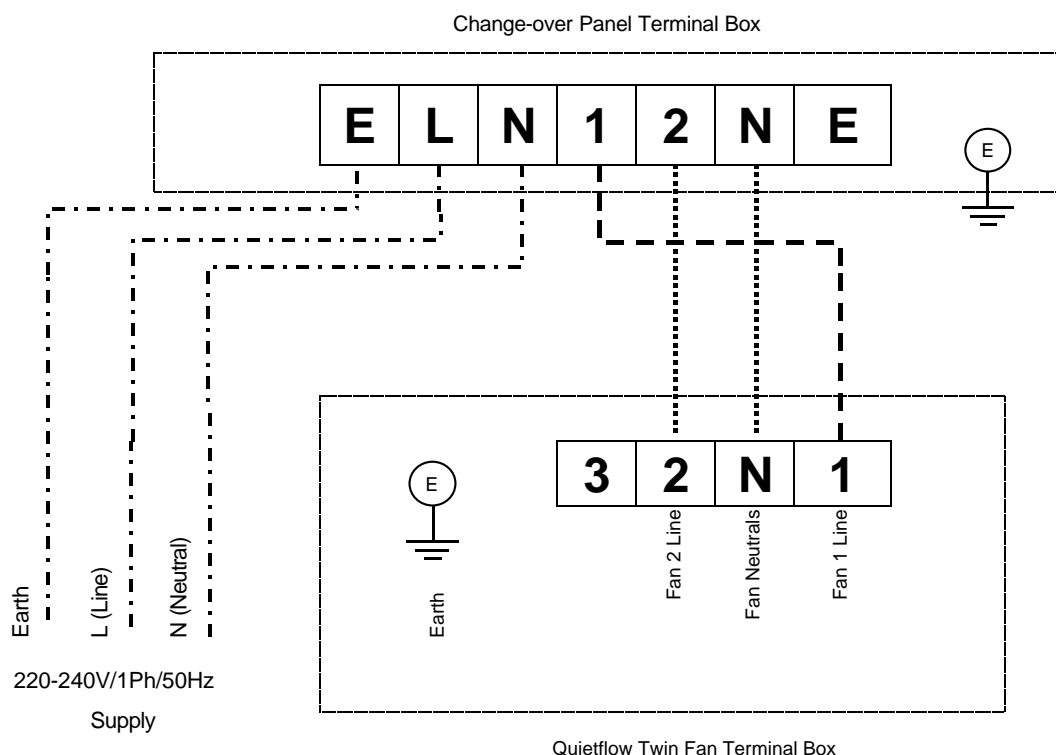 Change-over Panel Terminal Box
E L N 1 2 N E
E
3 2 N 1
E
Fan 2 Line
Fan Neutrals
Fan 1 Line
Earth
Earth
L (Line)
N (Neutral)
220-240V/1Ph/50Hz
Supply
Quietflow Twin Fan Terminal Box